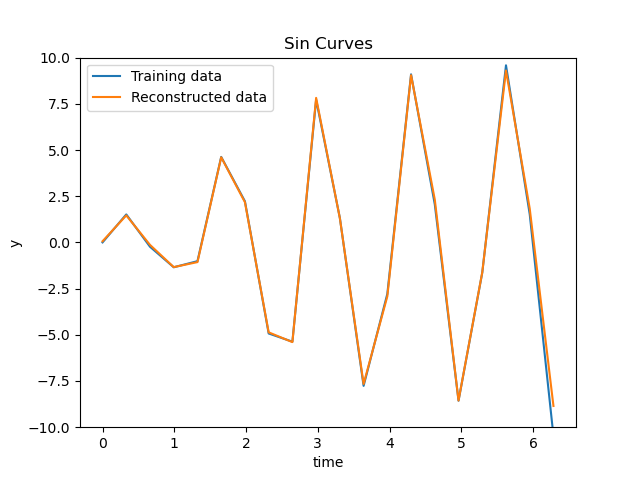 Sin Curves
Training data
Reconstructed data
10.0
7.5
5.0
2.5
0.0
−2.5
−5.0
−7.5
−10.0
y
0 1 2 3 4 5 6
time